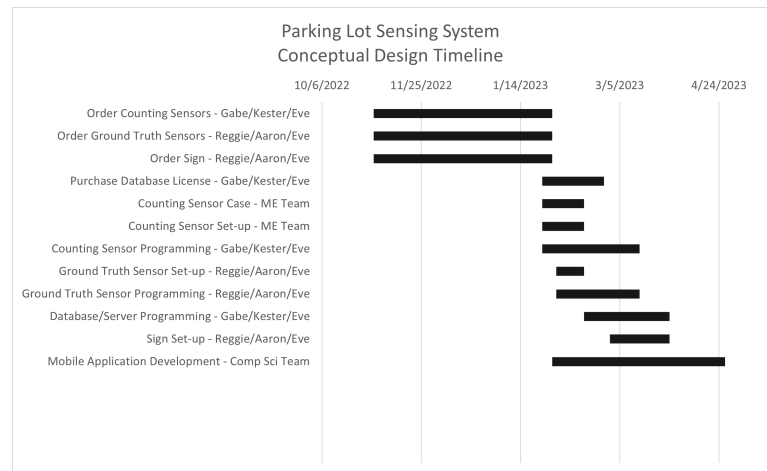 Parking Lot Sensing System
Conceptual Design Timeline
10/6/2022 11/25/2022 1/14/2023 3/5/2023 4/24/2023
Order Counting Sensors - Gabe/Kester/Eve
Order Ground Truth Sensors - Reggie/Aaron/Eve
Order Sign - Reggie/Aaron/Eve
Purchase Database License - Gabe/Kester/Eve
Counting Sensor Case - ME Team
Counting Sensor Set-up - ME Team
Counting Sensor Programming - Gabe/Kester/Eve
Ground Truth Sensor Set-up - Reggie/Aaron/Eve
Ground Truth Sensor Programming - Reggie/Aaron/Eve
Database/Server Programming - Gabe/Kester/Eve
Sign Set-up - Reggie/Aaron/Eve
Mobile Application Development - Comp Sci Team